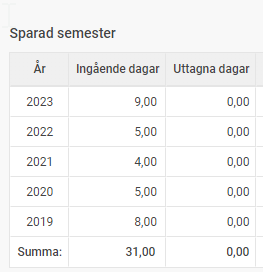 Sparad semester
År Ingående dagar Uttagna dagar
2023 9,00 0,00
2022 5,00 0,00
2021 4,00 0,00
2020 5,00 0,00
2019 8,00 0,00
Summa: 31,00 0,00